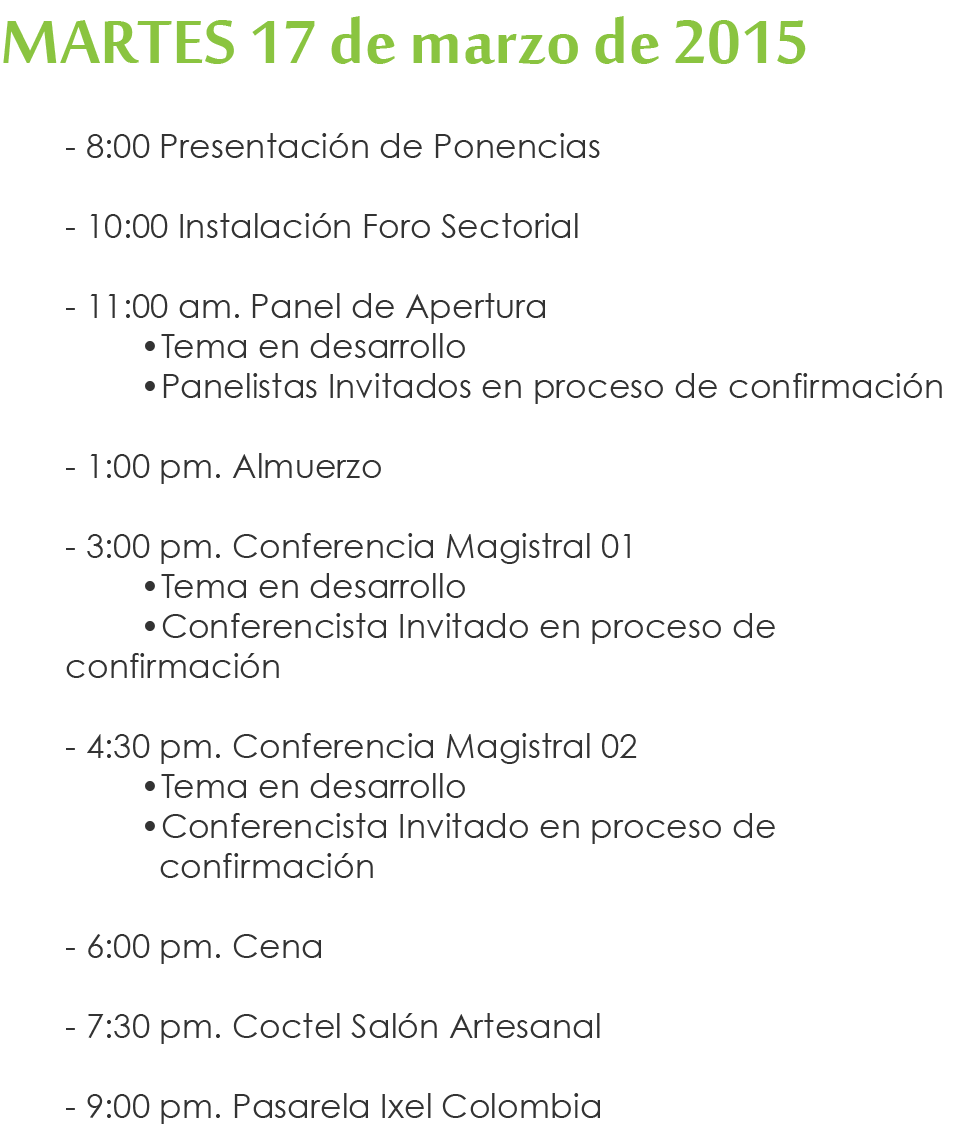 MARTES 17 de marzo de 2015
- 8:00 Presentación de Ponencias
- 10:00 Instalación Foro Sectorial
- 11:00 am. Panel de Apertura
•Tema en desarrollo
•Panelistas Invitados en proceso de confirmación
- 1:00 pm. Almuerzo
- 3:00 pm. Conferencia Magistral 01
•Tema en desarrollo
•Conferencista Invitado en proceso de
confirmación
- 4:30 pm. Conferencia Magistral 02
•Tema en desarrollo
•Conferencista Invitado en proceso de
confirmación
- 6:00 pm. Cena
- 7:30 pm. Coctel Salón Artesanal
- 9:00 pm. Pasarela Ixel Colombia